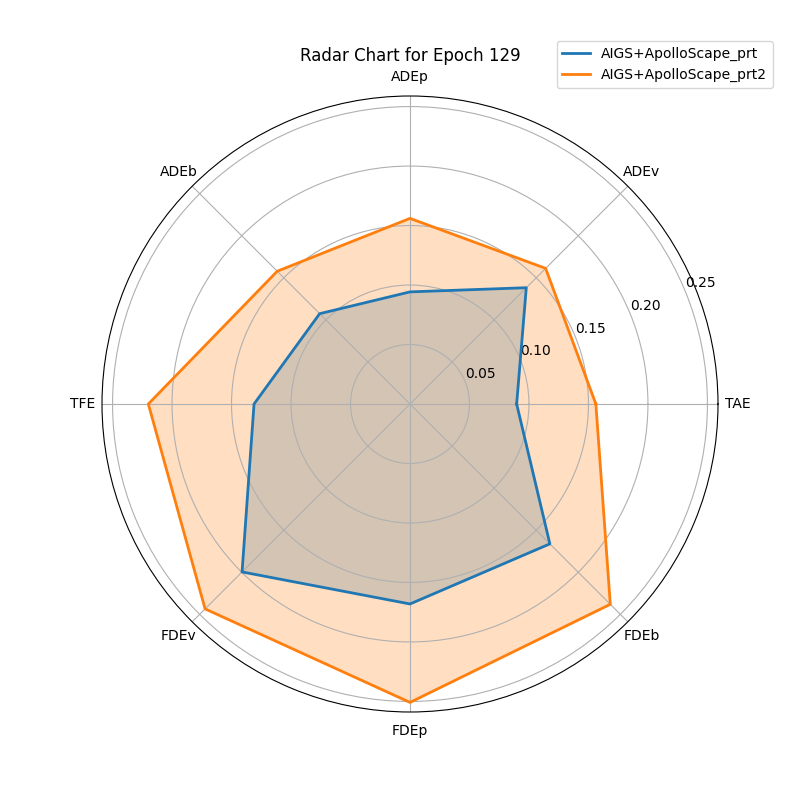 Radar Chart for Epoch 129
AIGS+ApolloScape_prt
AIGS+ApolloScape_prt2
ADEp
ADEb
ADEv
0.25
0.20
0.15
0.10
0.05
TFE
TAE
FDEv
FDEb
FDEp